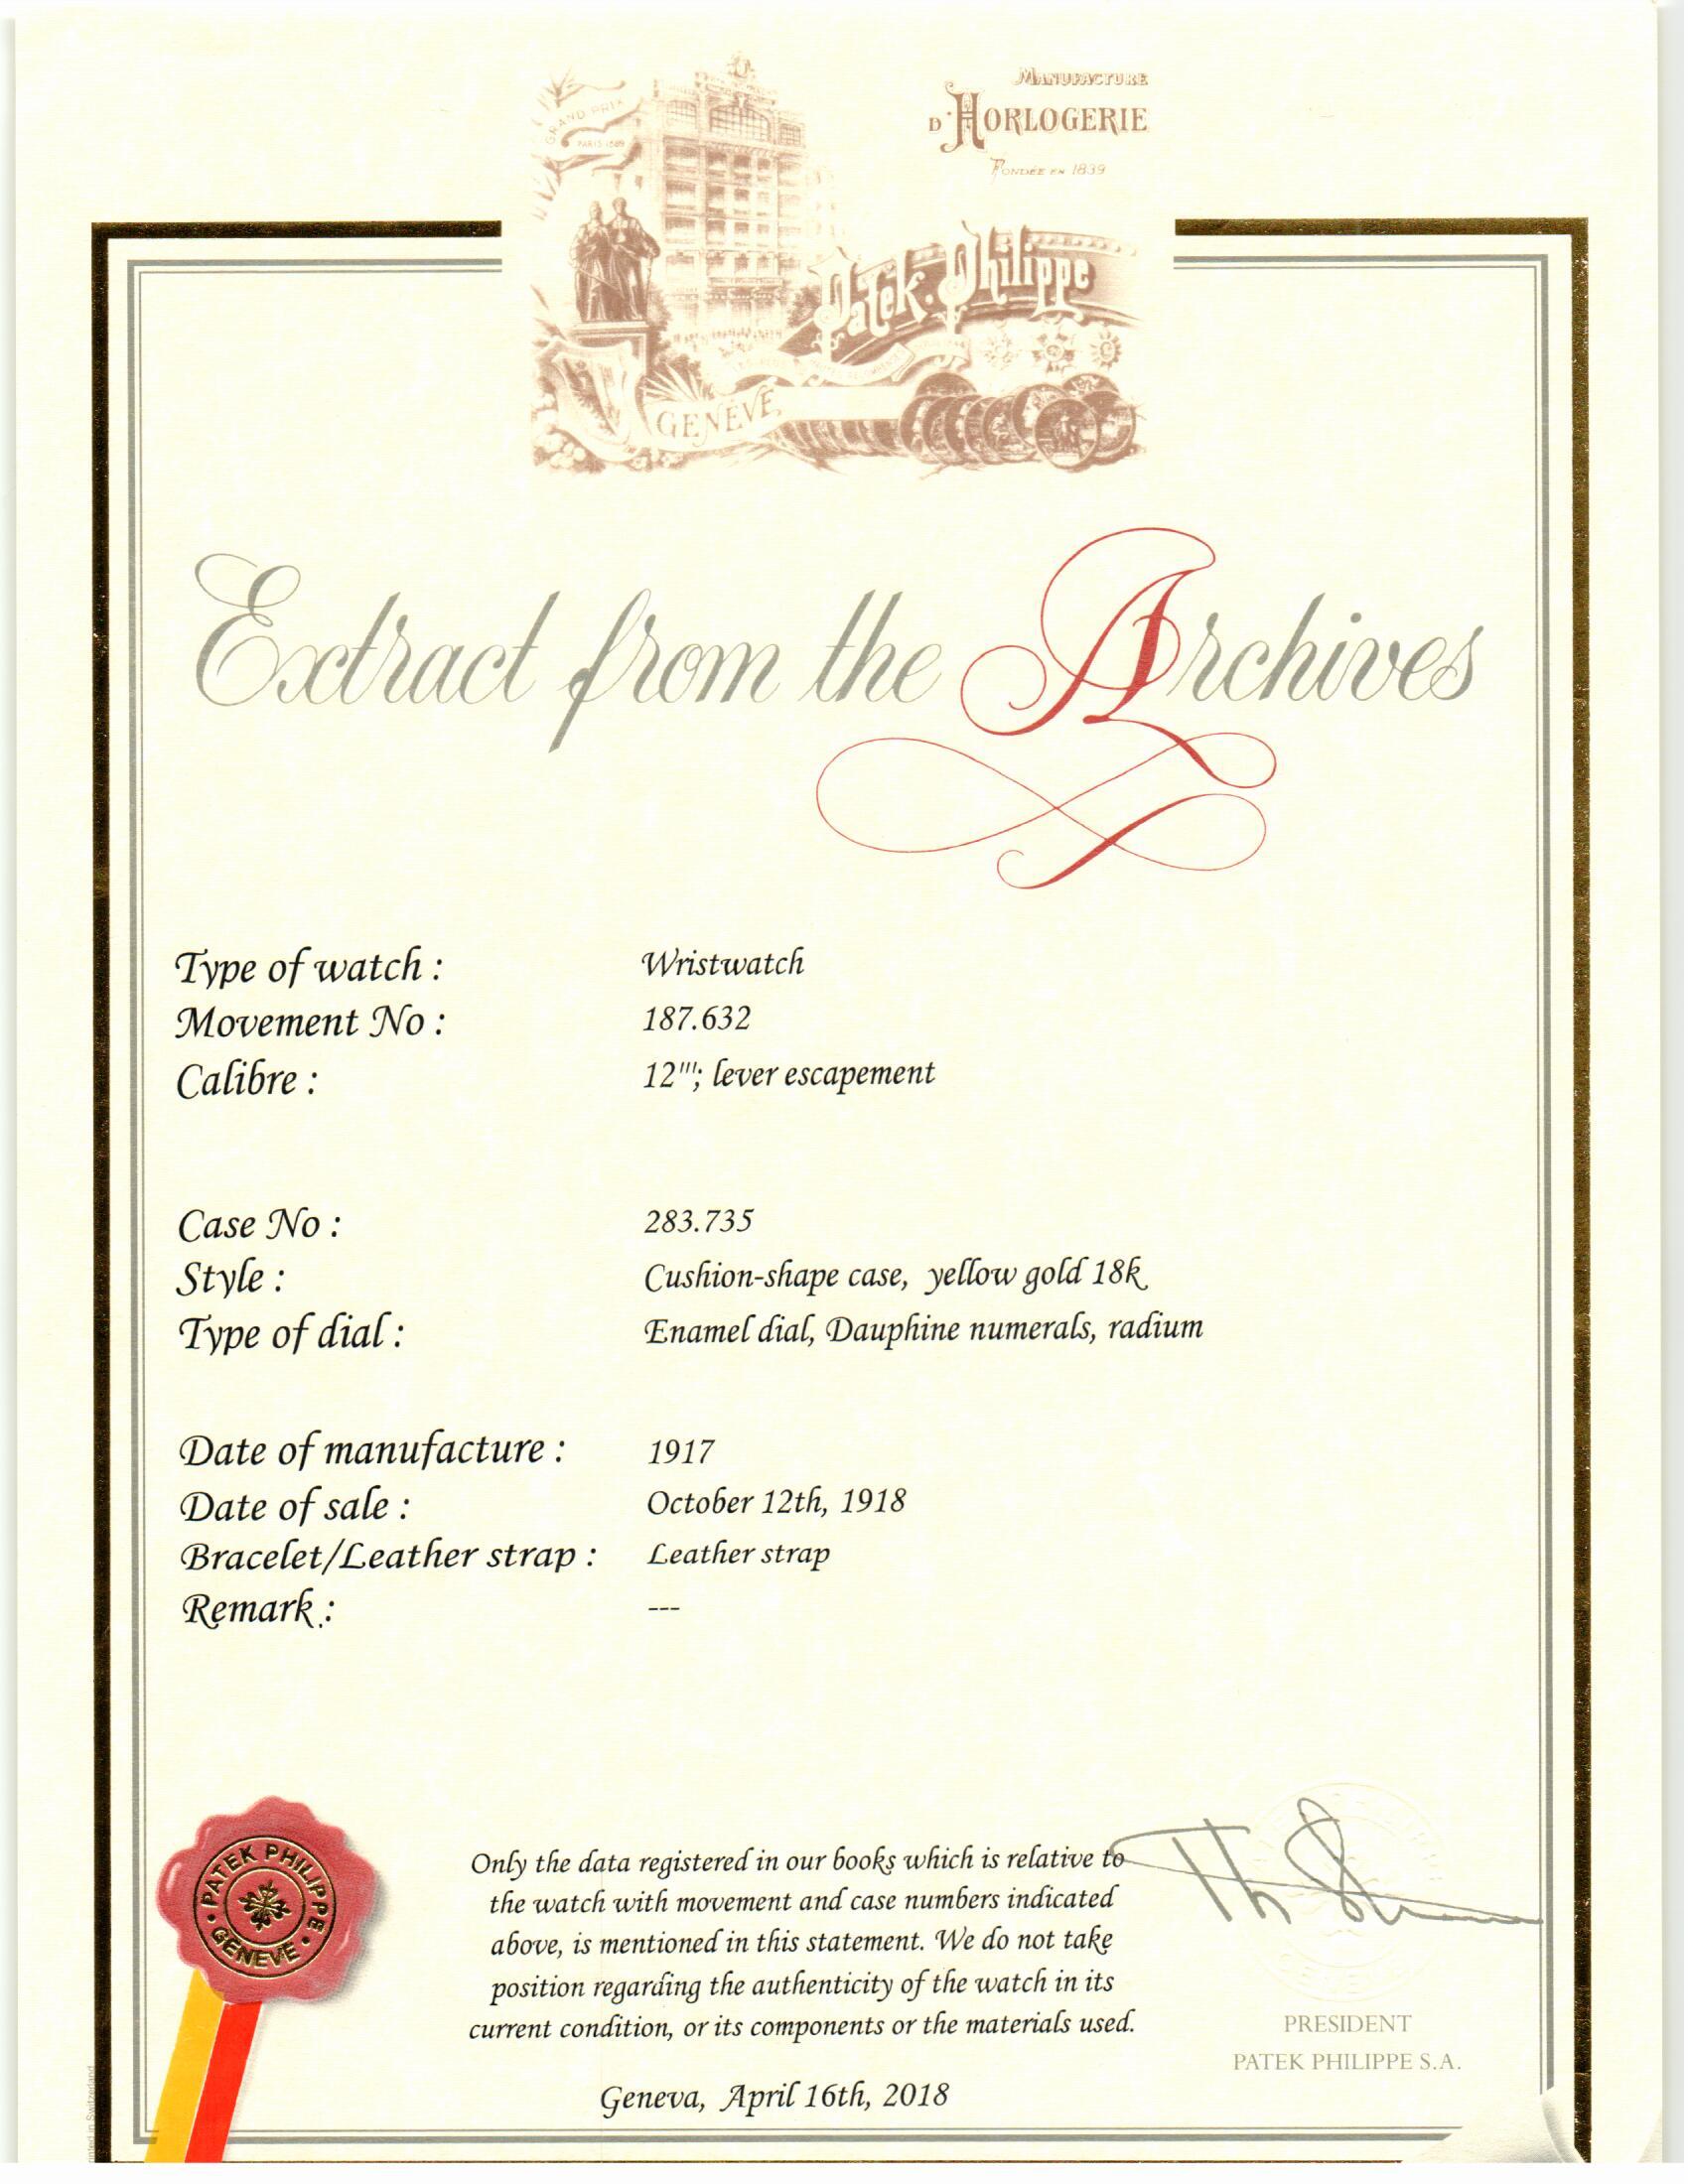 MANUFACTURE
D'HORLOGERIE
FONDÉE EN 1839
GRAND PRIX
PARIS 1889
Patek. Philippe
GENÈVE
Extract from the Archives
Type of watch : Wristwatch
Movement No : 187.632
Calibre : 12'''; lever escapement
Case No : 283.735
Style : Cushion-shape case, yellow gold 18k
Type of dial : Enamel dial, Dauphine numerals, radium
Date of manufacture : 1917
Date of sale : October 12th, 1918
Bracelet/Leather strap : Leather strap
Remark : ---
PATEK PHILIPPE
GENEVE
Only the data registered in our books which is relative to
the watch with movement and case numbers indicated
above, is mentioned in this statement. We do not take
position regarding the authenticity of the watch in its
current condition, or its components or the materials used.
PRESIDENT
PATEK PHILIPPE S.A.
Geneva, April 16th, 2018
in Switzerland